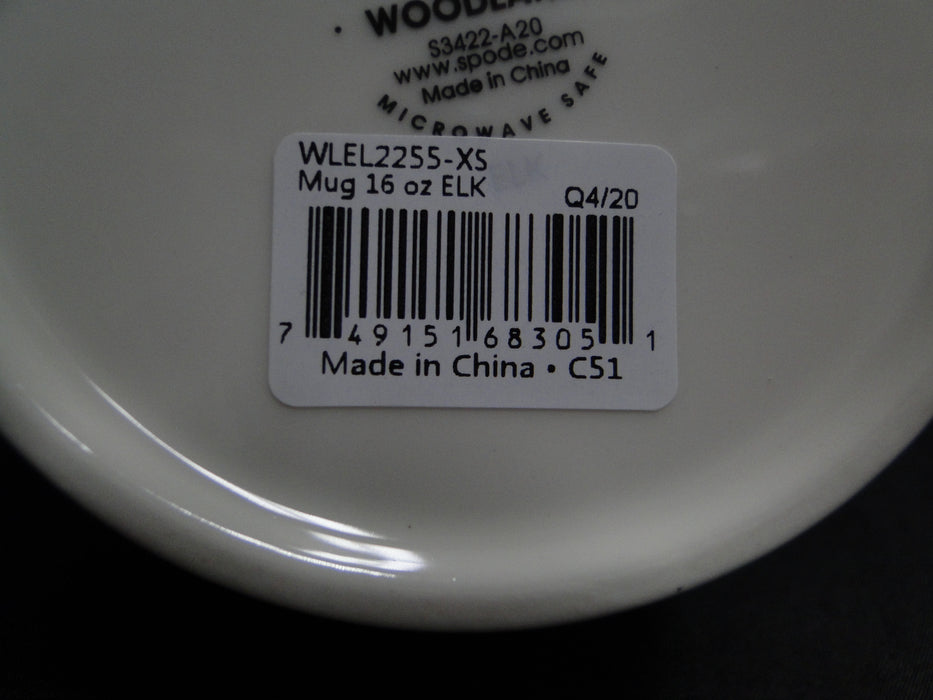 S3422-A20
www.spode.com
Made in China
MICROWAVE SAFE
WLEL2255-XS
Mug 16 oz ELK
Q4/20
7 49151 68305 1
Made in China • C51